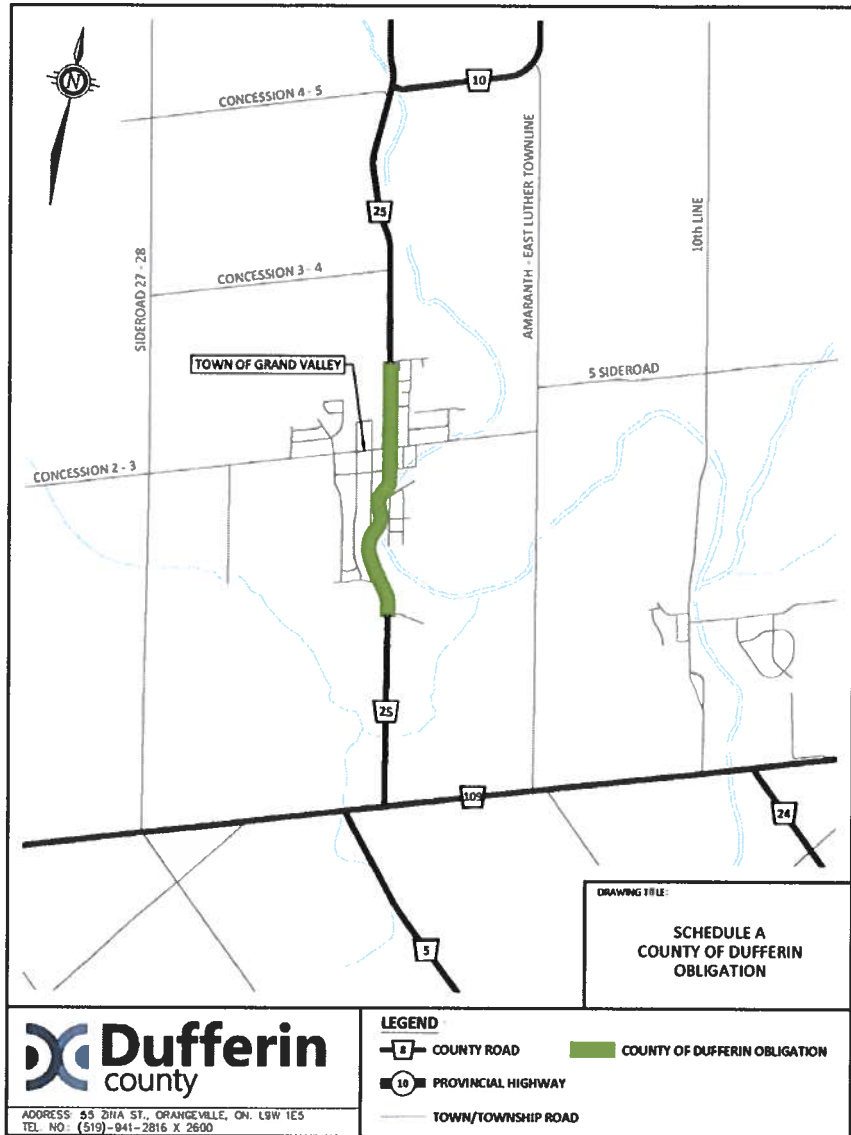 N
CONCESSION 4 - 5
10
25
CONCESSION 3 - 4
SIDEROAD 27 - 28
AMARANTH - EAST LUTHER TOWNLINE
10th LINE
TOWN OF GRAND VALLEY
5 SIDEROAD
CONCESSION 2 - 3
25
109
24
5
DRAWING TITLE:
SCHEDULE A
COUNTY OF DUFFERIN
OBLIGATION
Dufferin
county
ADDRESS: 55 ZINA ST., ORANGEVILLE, ON. L9W 1E5
TEL. NO: (519)-941-2816 X 2600
LEGEND
8 COUNTY ROAD
COUNTY OF DUFFERIN OBLIGATION
10 PROVINCIAL HIGHWAY
TOWN/TOWNSHIP ROAD